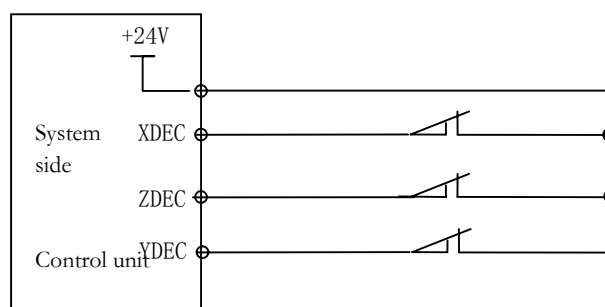 +24V
System XDEC
side
ZDEC
Control unit YDEC